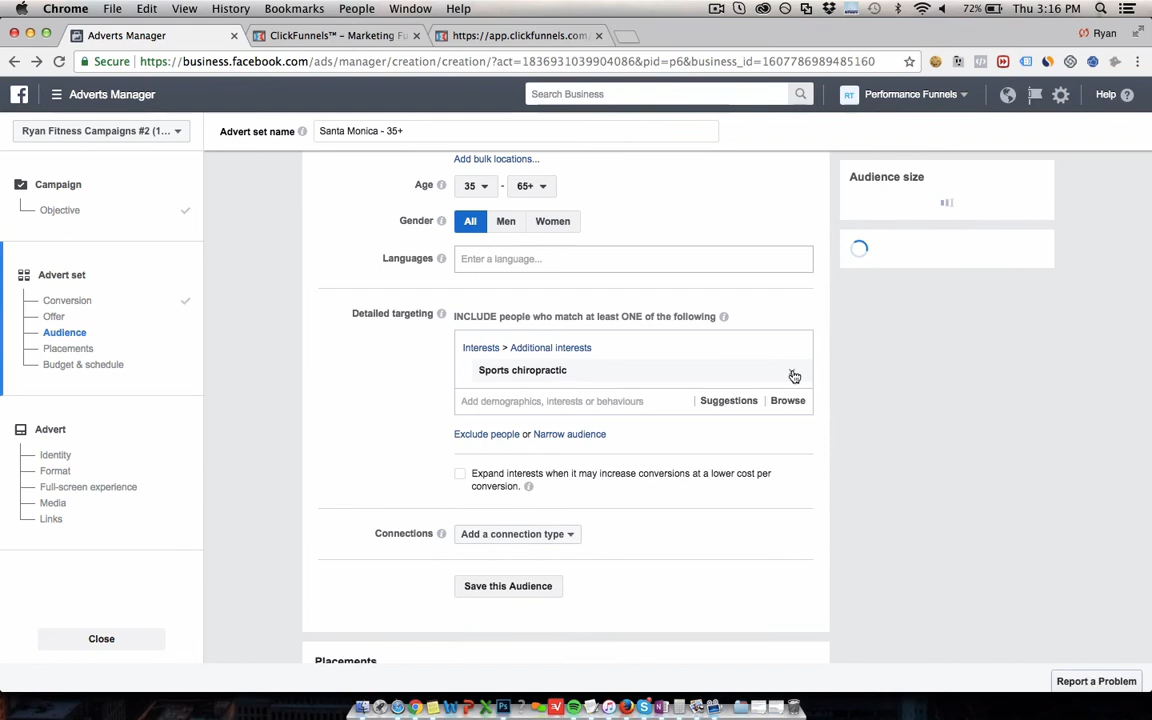 Chrome File Edit View History Bookmarks People Window Help 72% Thu 3:16 PM
Adverts Manager ClickFunnels™ – Marketing Fu https://app.clickfunnels.com/ Ryan
Secure https://business.facebook.com/ads/manager/creation/creation/?act=1836931039904086&pid=p6&business_id=1607786989485160
Adverts Manager Search Business RT Performance Funnels Help
Ryan Fitness Campaigns #2 (1... Advert set name Santa Monica - 35+
Campaign
Objective
Advert set
Conversion
Offer
Audience
Placements
Budget & schedule
Advert
Identity
Format
Full-screen experience
Media
Links
Close
Add bulk locations...
Age 35 - 65+
Gender All Men Women
Languages Enter a language...
Detailed targeting INCLUDE people who match at least ONE of the following
Interests > Additional interests
Sports chiropractic
Add demographics, interests or behaviours | Suggestions | Browse
Exclude people or Narrow audience
Expand interests when it may increase conversions at a lower cost per
conversion.
Connections Add a connection type
Save this Audience
Placements
Audience size
Report a Problem